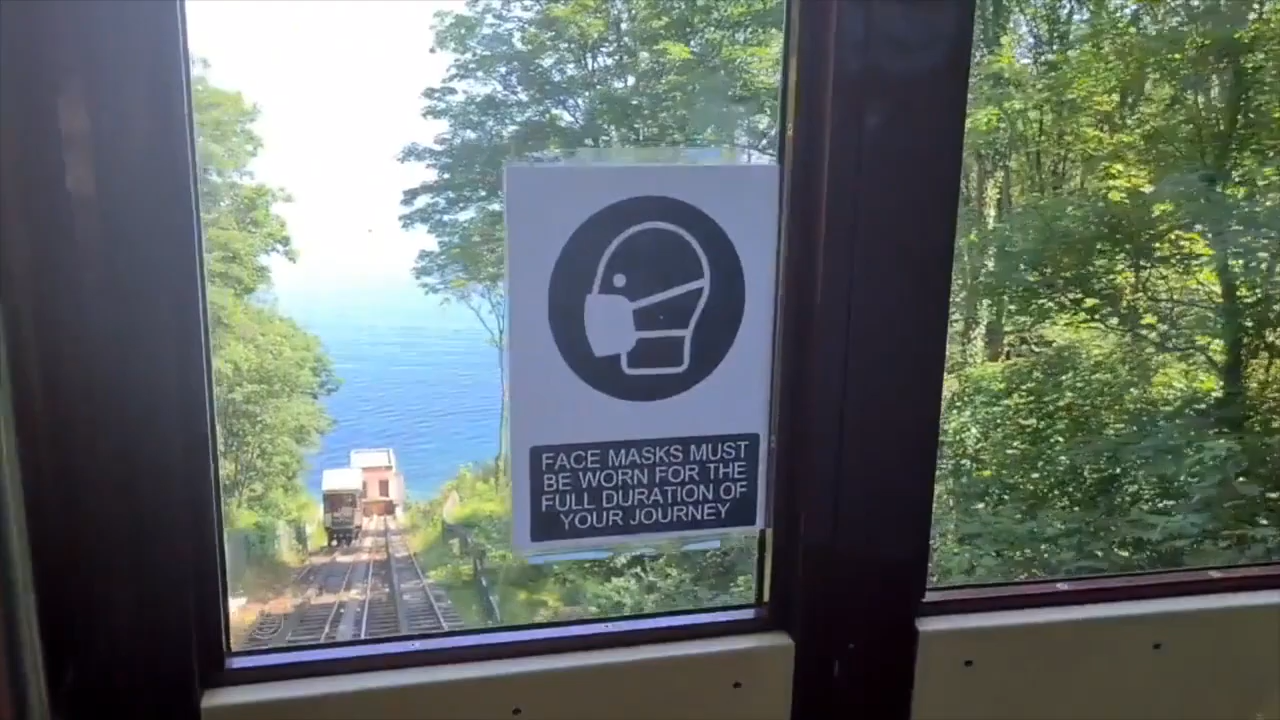 FACE MASKS MUST
BE WORN FOR THE
FULL DURATION OF
YOUR JOURNEY